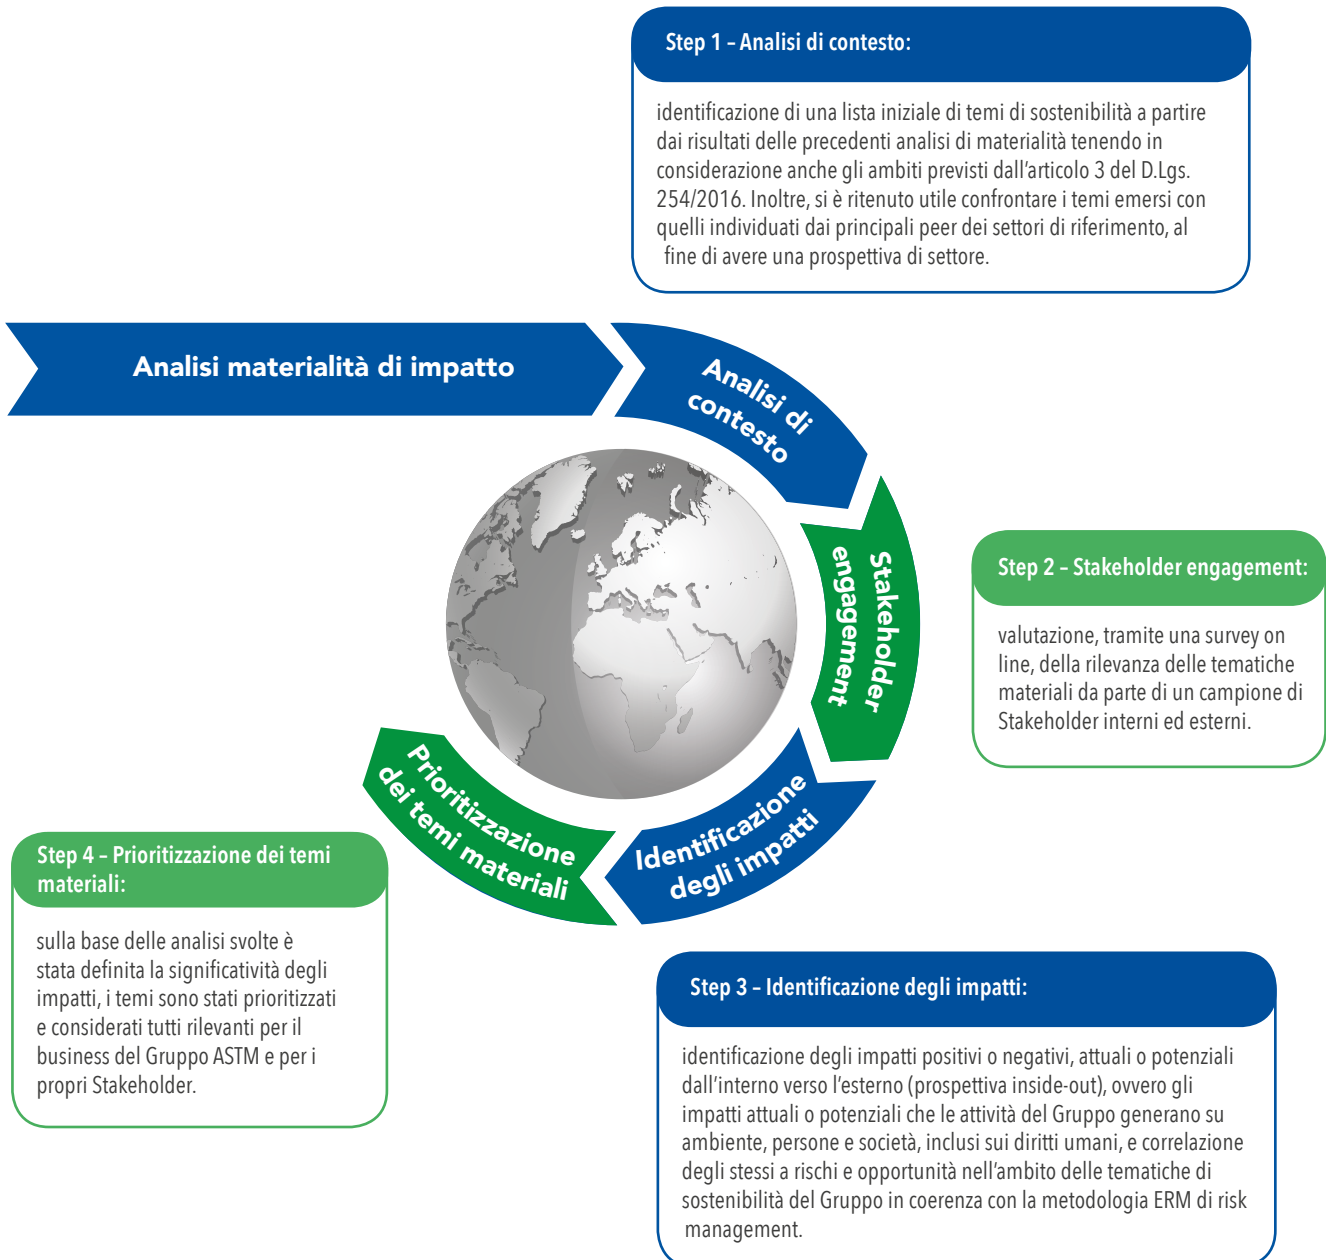 Step 1 – Analisi di contesto:
identificazione di una lista iniziale di temi di sostenibilità a partire
dai risultati delle precedenti analisi di materialità tenendo in
considerazione anche gli ambiti previsti dall'articolo 3 del D.Lgs.
254/2016. Inoltre, si è ritenuto utile confrontare i temi emersi con
quelli individuati dai principali peer dei settori di riferimento, al
fine di avere una prospettiva di settore.
Analisi materialità di impatto
Analisi di
contesto
Stakeholder
engagement
Step 2 – Stakeholder engagement:
valutazione, tramite una survey on
line, della rilevanza delle tematiche
materiali da parte di un campione di
Stakeholder interni ed esterni.
Identificazione
degli impatti
Prioritizzazione
dei temi materiali
Step 4 – Prioritizzazione dei temi
materiali:
sulla base delle analisi svolte è
stata definita la significatività degli
impatti, i temi sono stati prioritizzati
e considerati tutti rilevanti per il
business del Gruppo ASTM e per i
propri Stakeholder.
Step 3 – Identificazione degli impatti:
identificazione degli impatti positivi o negativi, attuali o potenziali
dall'interno verso l'esterno (prospettiva inside-out), ovvero gli
impatti attuali o potenziali che le attività del Gruppo generano su
ambiente, persone e società, inclusi sui diritti umani, e correlazione
degli stessi a rischi e opportunità nell'ambito delle tematiche di
sostenibilità del Gruppo in coerenza con la metodologia ERM di risk
management.